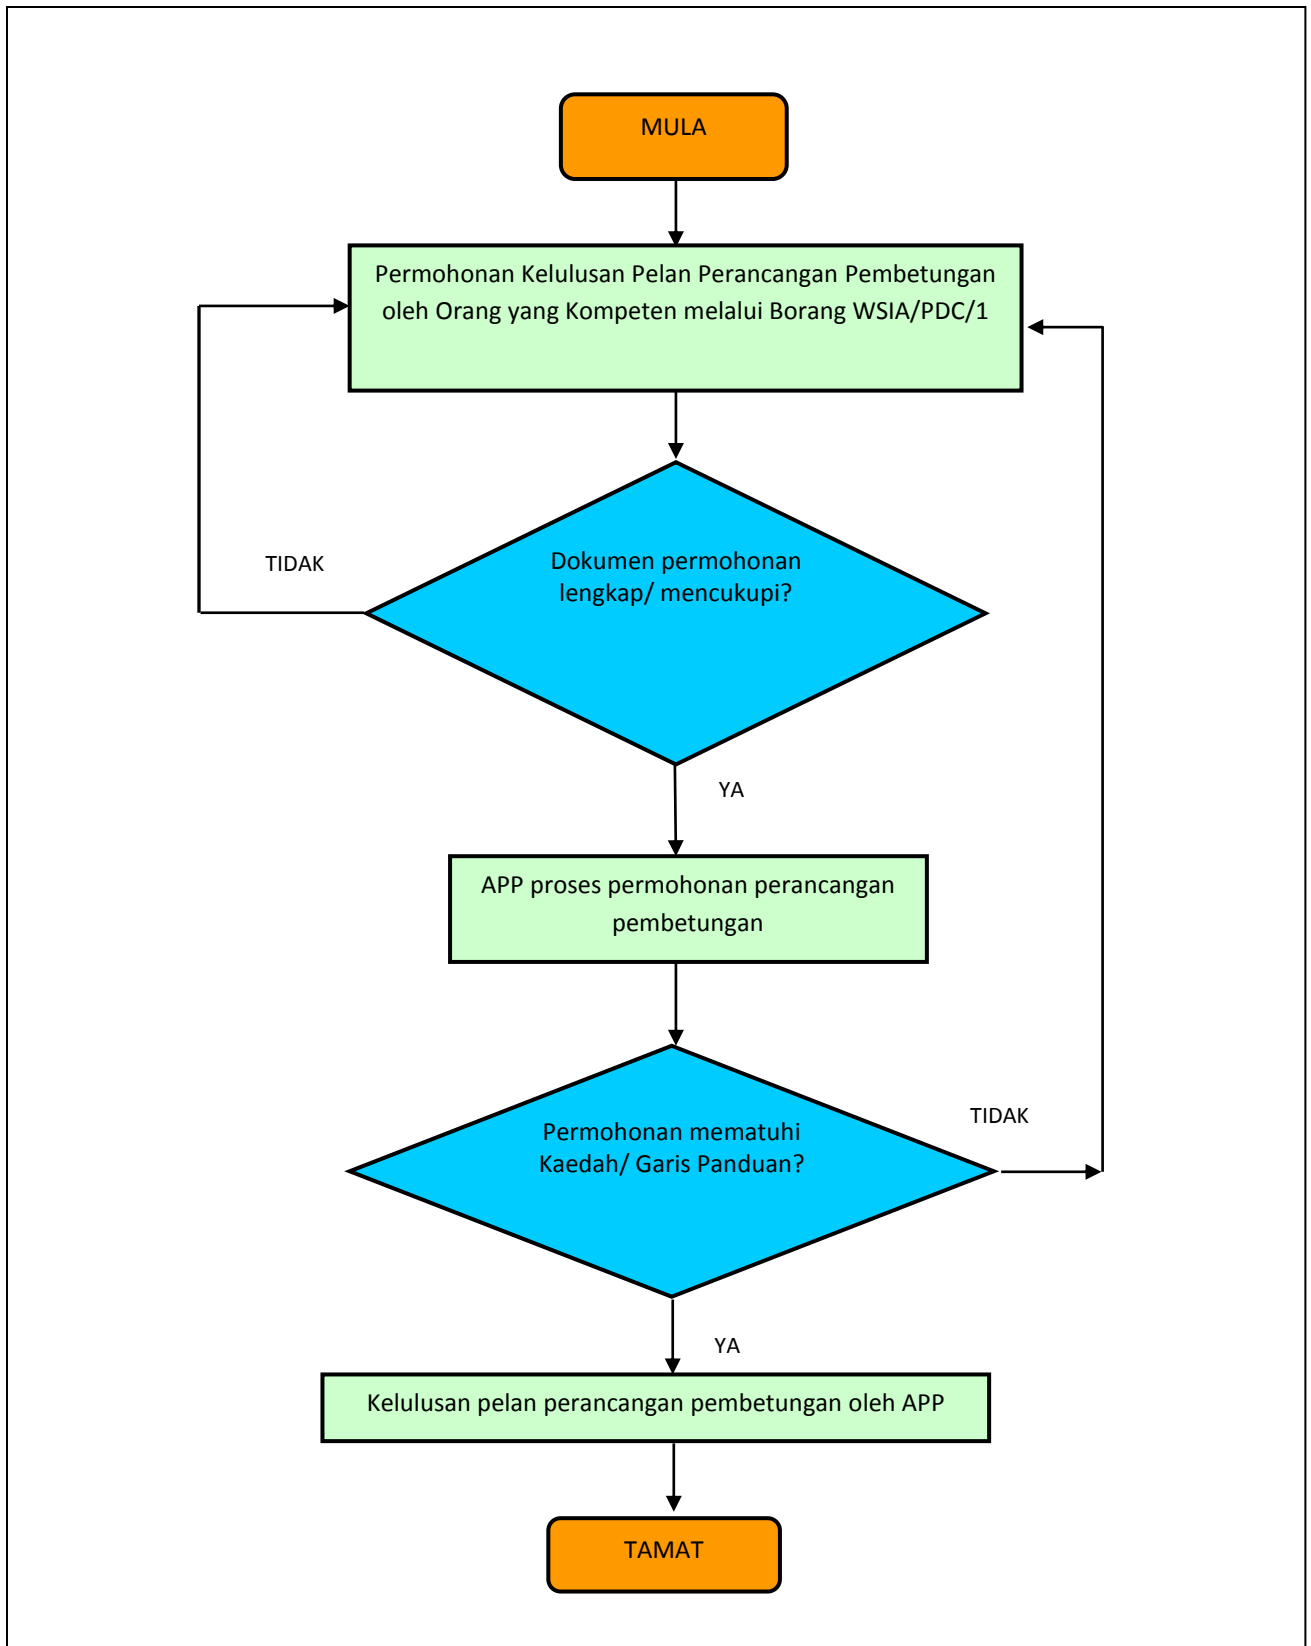 MULA
Permohonan Kelulusan Pelan Perancangan Pembetungan
oleh Orang yang Kompeten melalui Borang WSIA/PDC/1
TIDAK
Dokumen permohonan
lengkap/ mencukupi?
YA
APP proses permohonan perancangan
pembetungan
TIDAK
Permohonan mematuhi
Kaedah/ Garis Panduan?
YA
Kelulusan pelan perancangan pembetungan oleh APP
TAMAT